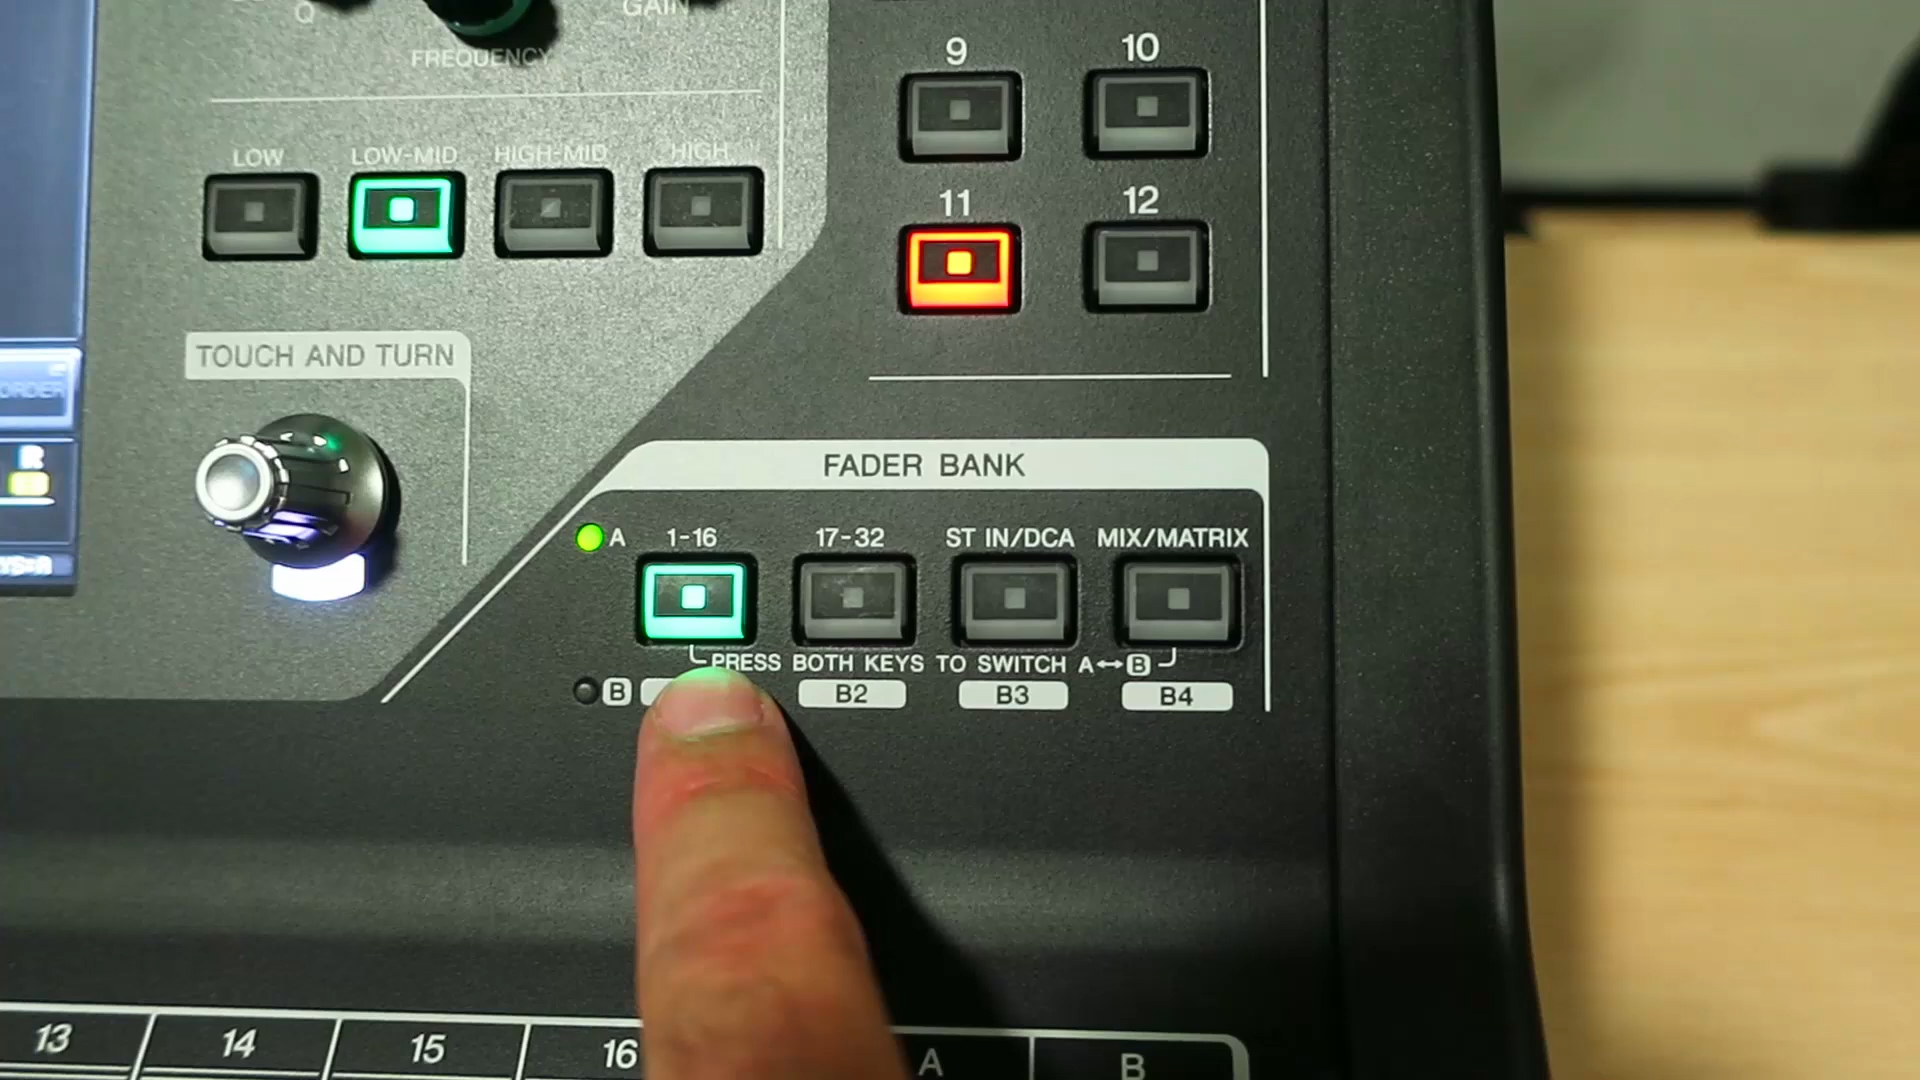 Q
GAIN
FREQUENCY
LOW LOW-MID HIGH-MID HIGH
9 10
11 12
TOUCH AND TURN
R
FADER BANK
A 1-16 17-32 ST IN/DCA MIX/MATRIX
PRESS BOTH KEYS TO SWITCH A↔B
B B2 B3 B4
13 14 15 16 A B